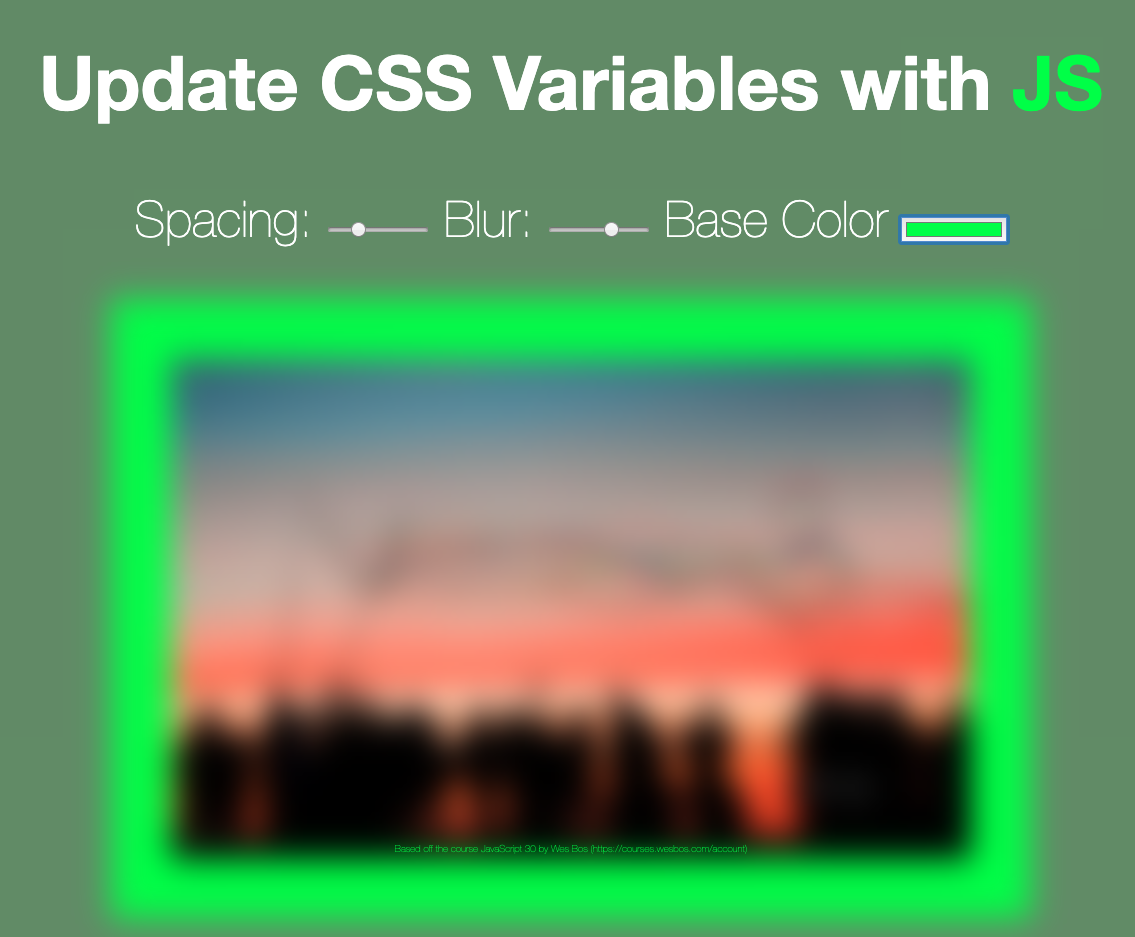 Update CSS Variables with JS
Spacing: Blur: Base Color
Based off the course JavaScript 30 by Wes Bos (https://courses.wesbos.com/account)